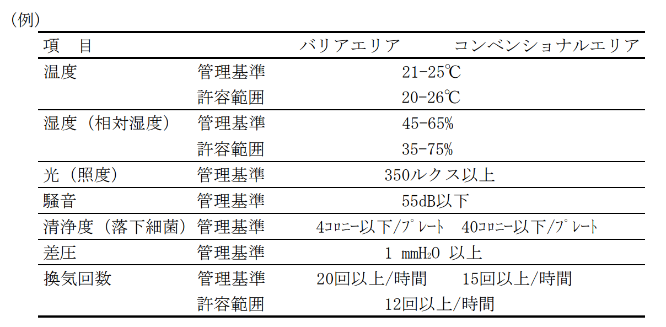 (例)
項　目　バリアエリア　コンベンショナルエリア
温度　管理基準　21-25℃
許容範囲　20-26℃
湿度（相対湿度）　管理基準　45-65%
許容範囲　35-75%
光（照度）　管理基準　350ルクス以上
騒音　管理基準　55dB以下
清浄度（落下細菌）管理基準　4ｺﾛﾆｰ以下/ﾌﾟﾚｰﾄ　40ｺﾛﾆｰ以下/ﾌﾟﾚｰﾄ
差圧　管理基準　1 mmH₂O 以上
換気回数　管理基準　20回以上/時間　15回以上/時間
許容範囲　12回以上/時間